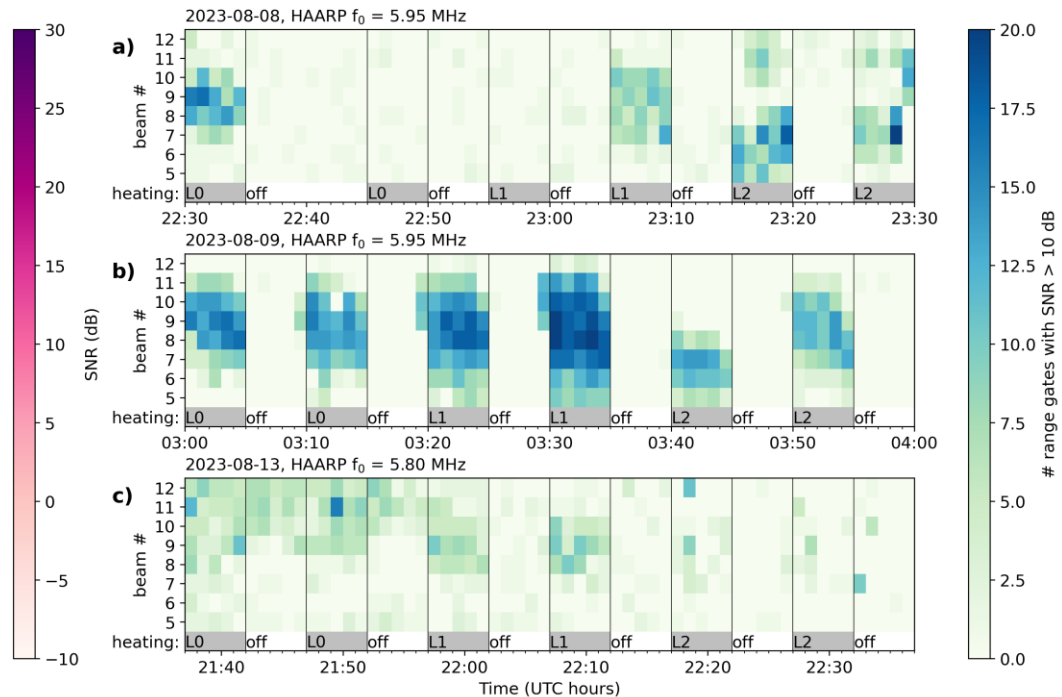 2023-08-08, HAARP f₀ = 5.95 MHz
a)
beam #
12
11
10
9
8
7
6
5
heating: L0 off L0 off L1 off L1 off L2 off L2
22:30 22:40 22:50 23:00 23:10 23:20 23:30
2023-08-09, HAARP f₀ = 5.95 MHz
b)
beam #
12
11
10
9
8
7
6
5
heating: L0 off L0 off L1 off L1 off L2 off L2 off
03:00 03:10 03:20 03:30 03:40 03:50 04:00
2023-08-13, HAARP f₀ = 5.80 MHz
c)
beam #
12
11
10
9
8
7
6
5
heating: L0 off L0 off L1 off L1 off L2 off L2 off
21:40 21:50 22:00 22:10 22:20 22:30
Time (UTC hours)
SNR (dB)
30
25
20
15
10
5
0
−5
−10
# range gates with SNR > 10 dB
20.0
17.5
15.0
12.5
10.0
7.5
5.0
2.5
0.0